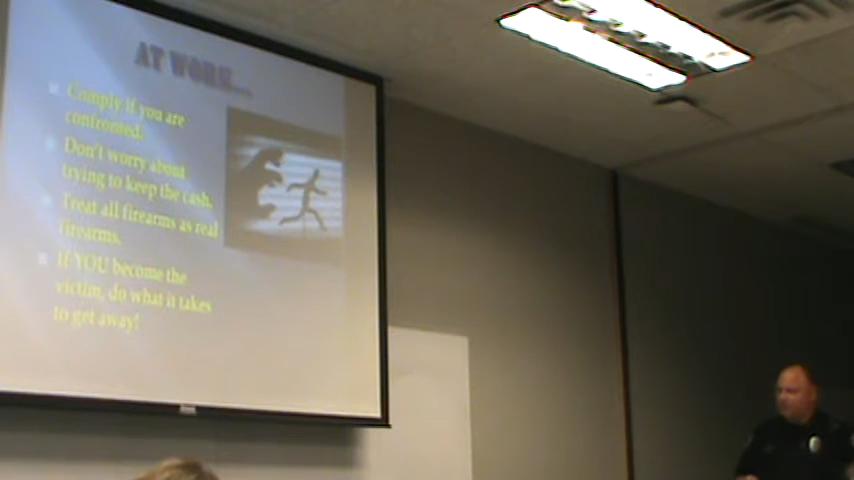 AT WORK...
Comply if you are
confronted.
Don't worry about
trying to keep the cash.
Treat all firearms as real
firearms.
If YOU become the
victim, do what it takes
to get away!